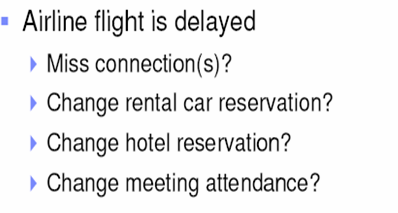 Airline flight is delayed
Miss connection(s)?
Change rental car reservation?
Change hotel reservation?
Change meeting attendance?